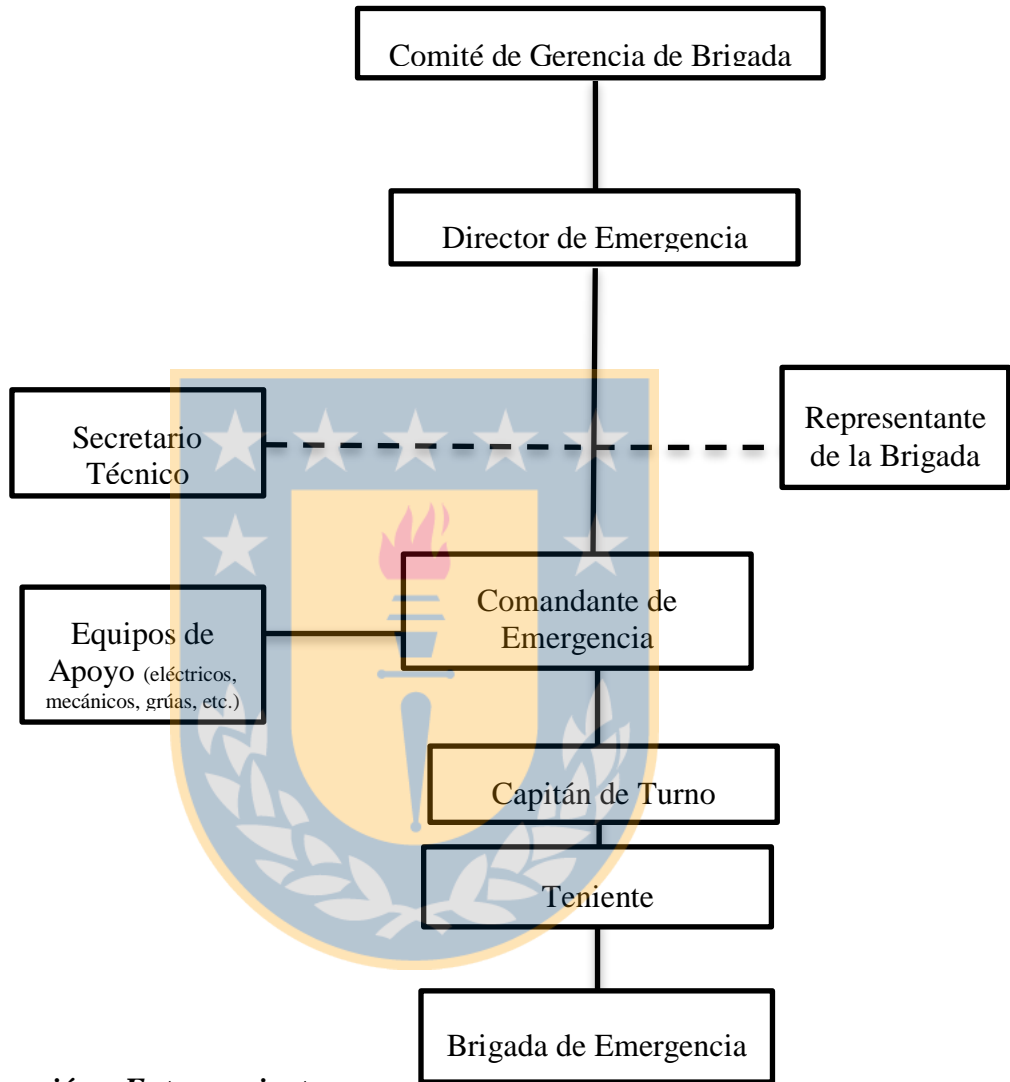 Comité de Gerencia de Brigada
Director de Emergencia
Secretario
Técnico
Representante
de la Brigada
Comandante de
Emergencia
Equipos de
Apoyo (eléctricos,
mecánicos, grúas, etc.)
Capitán de Turno
Teniente
Brigada de Emergencia